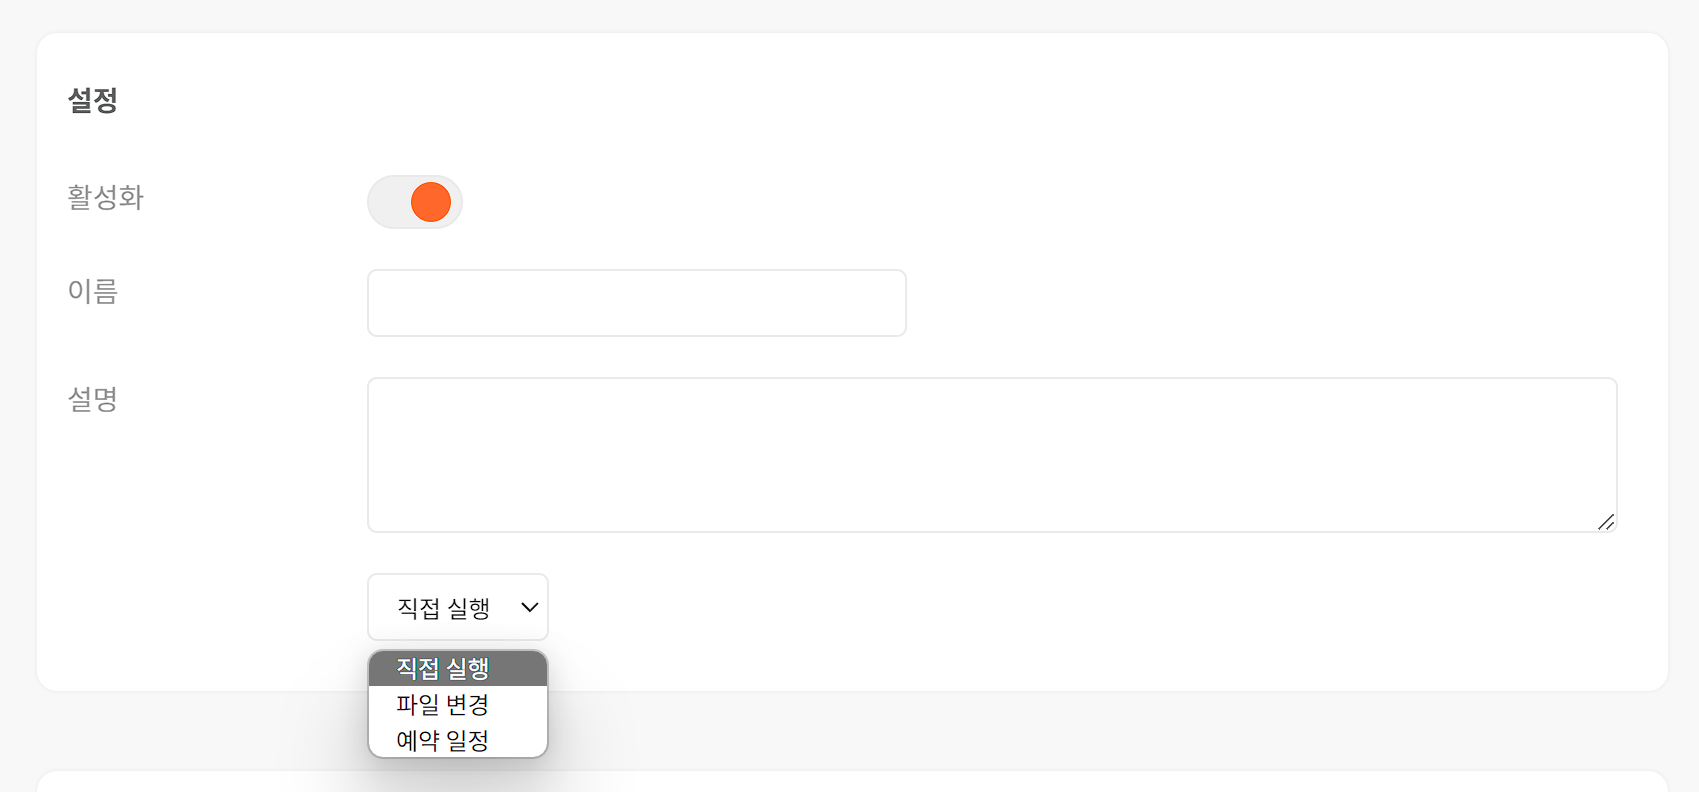 설정
활성화
이름
설명
직접 실행
직접 실행
파일 변경
예약 일정